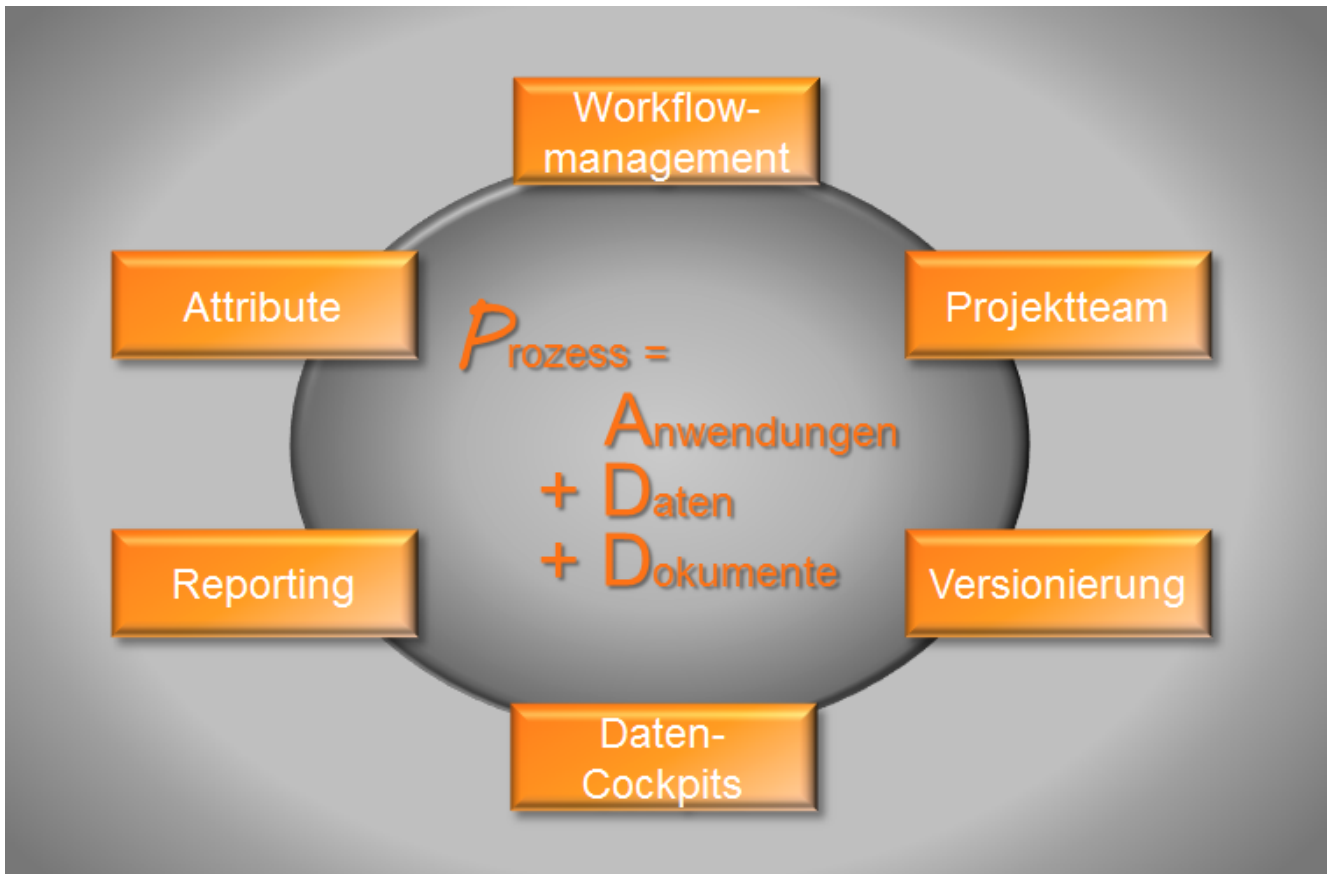 Workflow-
management
Attribute
Projektteam
Prozess =
Anwendungen
+ Daten
+ Dokumente
Reporting
Versionierung
Daten-
Cockpits